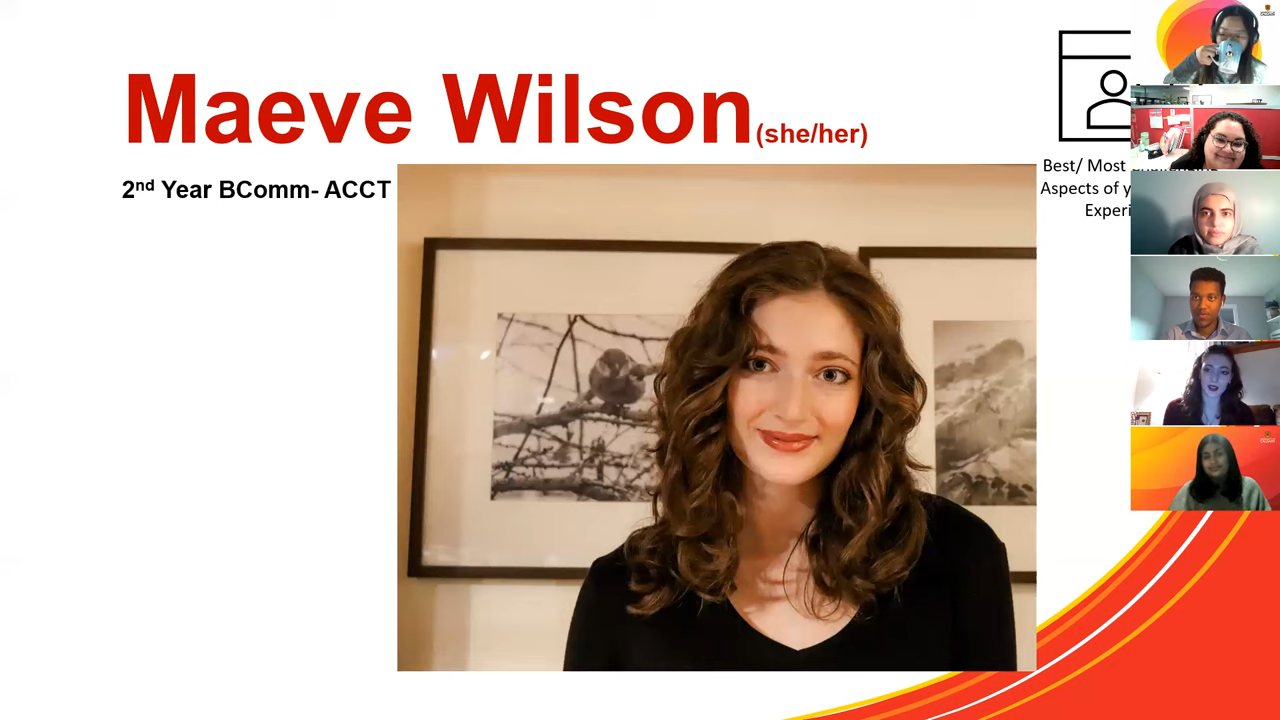 Maeve Wilson (she/her)
2nd Year BComm- ACCT
Best/ Most
Aspects of y
Experi